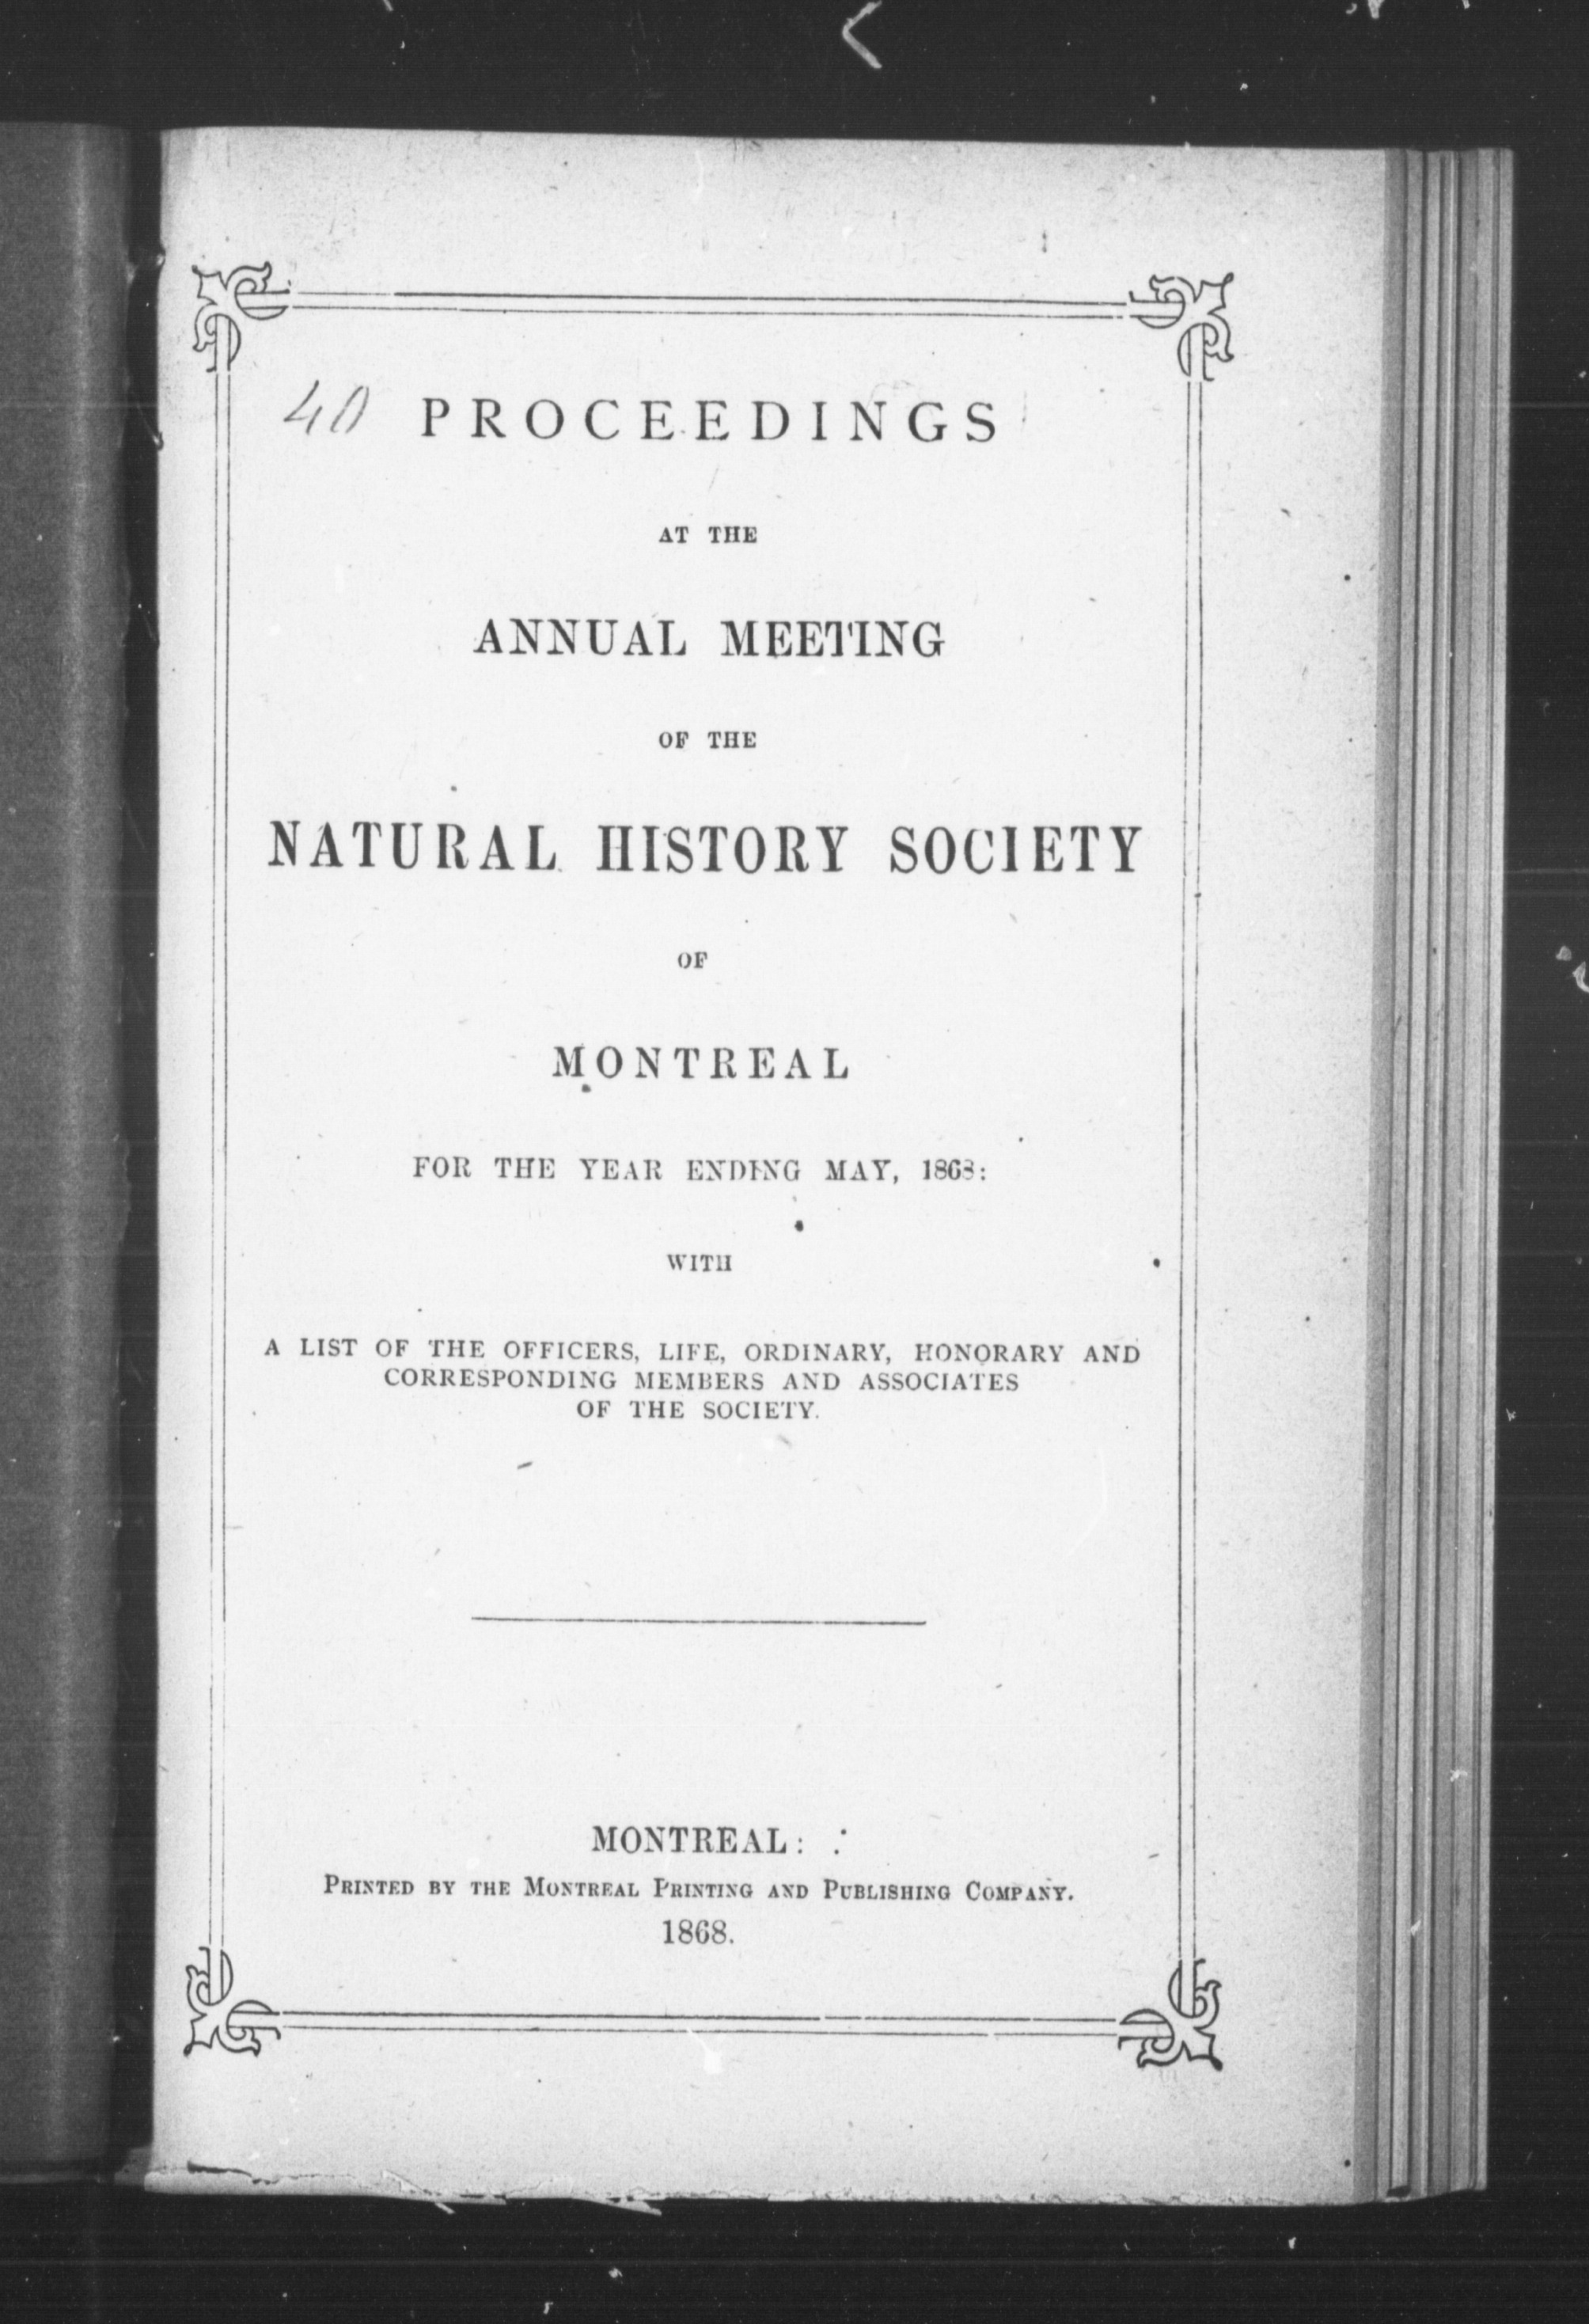 40 PROCEEDINGS
AT THE
ANNUAL MEETING
OF THE
NATURAL HISTORY SOCIETY
OF
MONTREAL
FOR THE YEAR ENDING MAY, 1868:
WITH
A LIST OF THE OFFICERS, LIFE, ORDINARY, HONORARY AND
CORRESPONDING MEMBERS AND ASSOCIATES
OF THE SOCIETY.
MONTREAL:
PRINTED BY THE MONTREAL PRINTING AND PUBLISHING COMPANY.
1868.